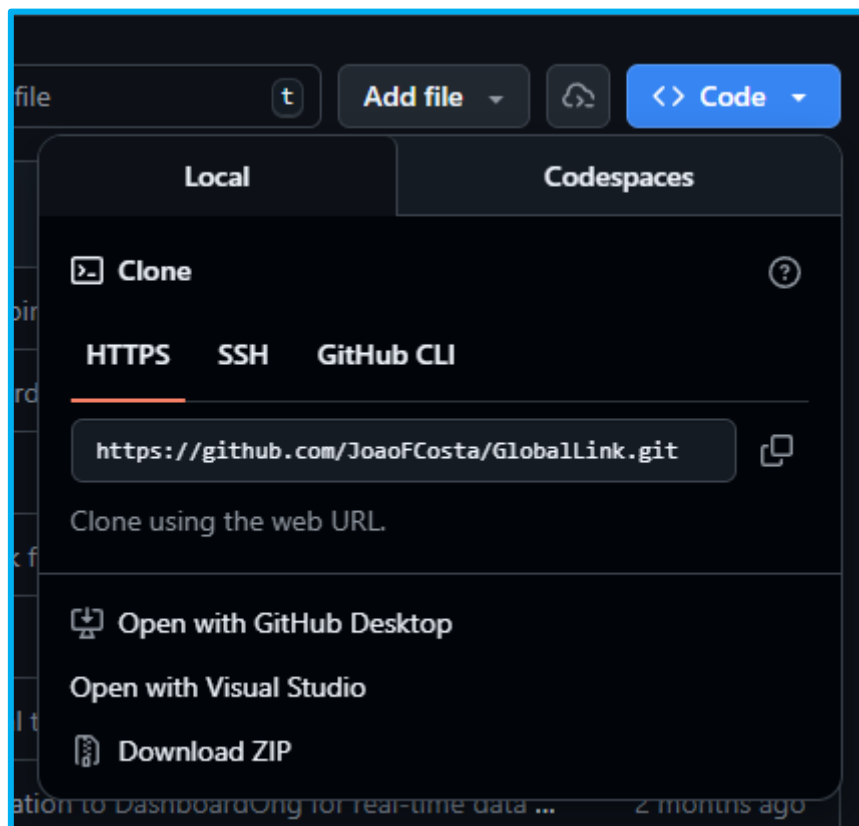 file t Add file <> Code
Local Codespaces
Clone
HTTPS SSH GitHub CLI
https://github.com/JoaoFCosta/GlobalLink.git
Clone using the web URL.
Open with GitHub Desktop
Open with Visual Studio
Download ZIP
ation to DashboardOng for real-time data ... 2 months ago